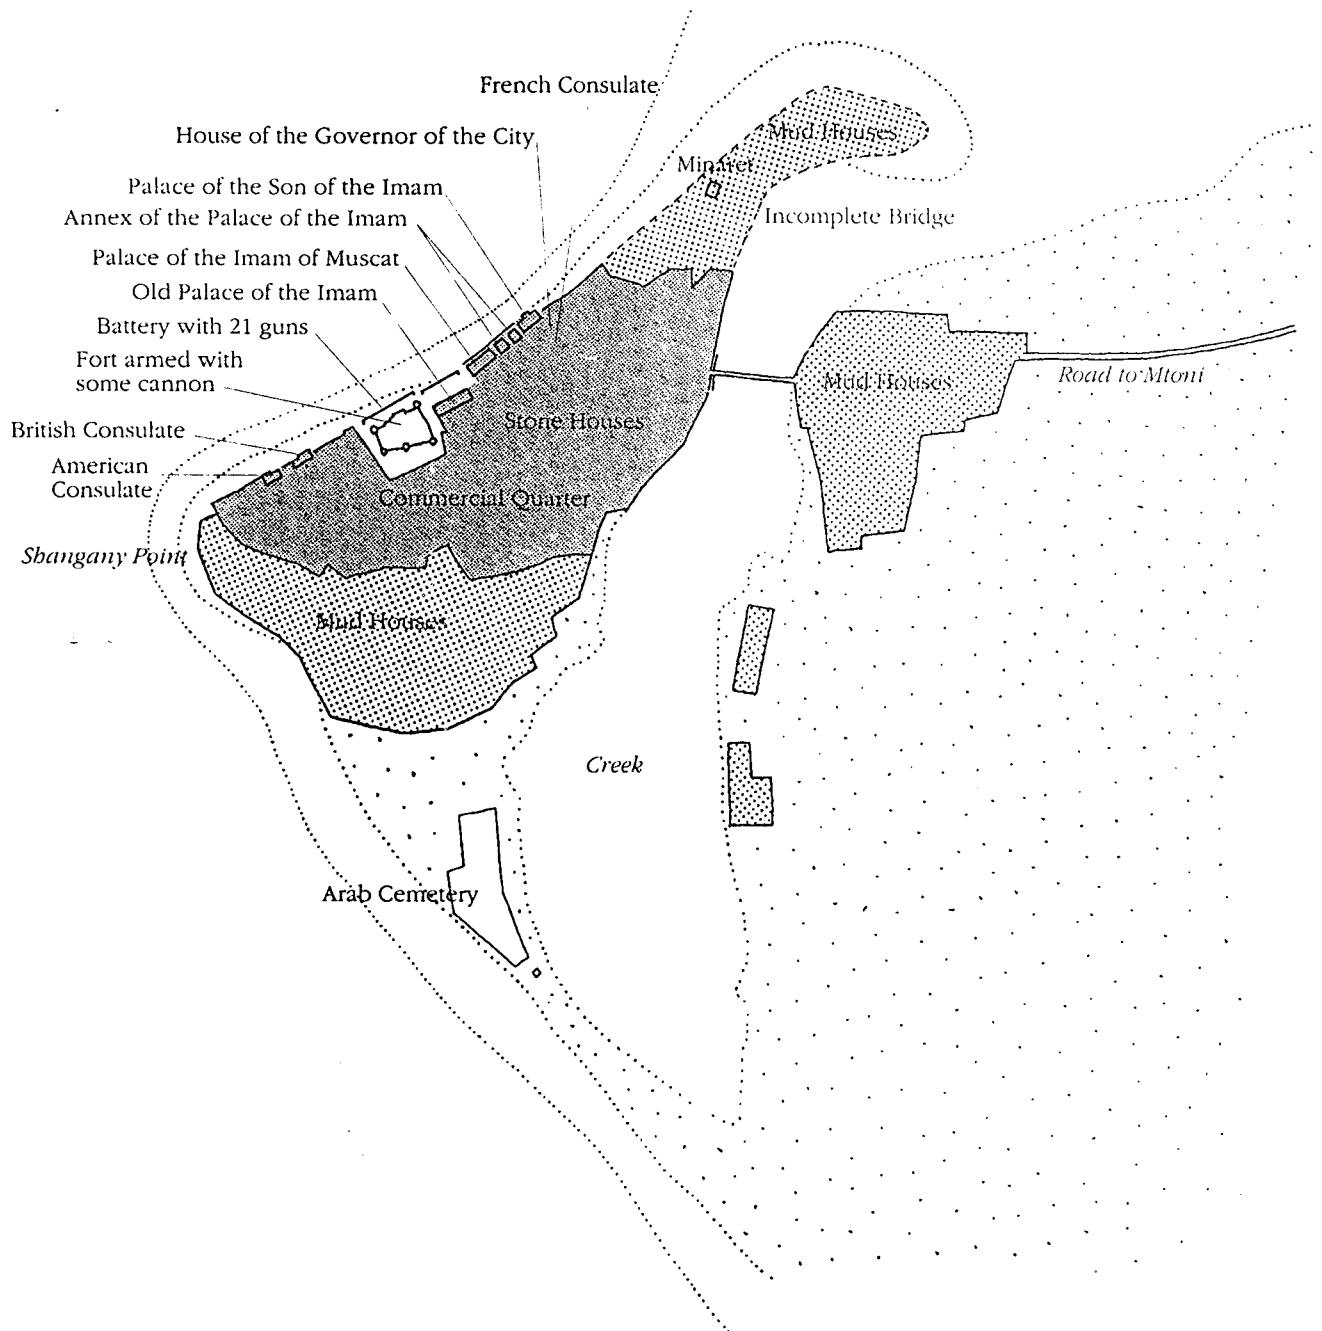 French Consulate
House of the Governor of the City
Mud Houses
Minaret
Palace of the Son of the Imam
Annex of the Palace of the Imam
Incomplete Bridge
Palace of the Imam of Muscat
Old Palace of the Imam
Battery with 21 guns
Fort armed with
some cannon
Mud Houses
Road to Mtoni
British Consulate
Stone Houses
American
Consulate
Commercial Quarter
Shangany Point
Mud Houses
Creek
Arab Cemetery